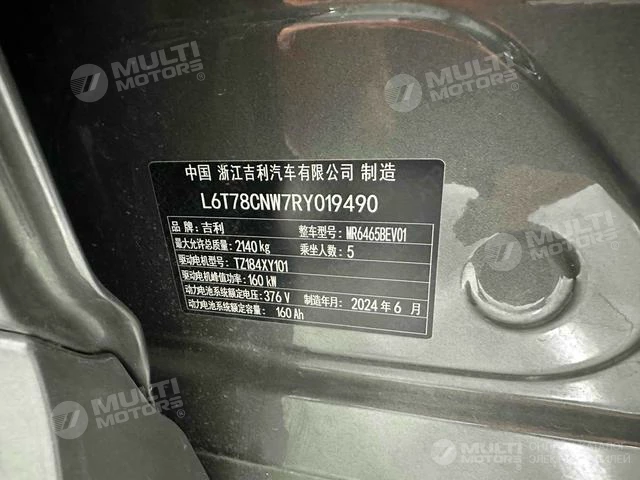 MULTI
MOTORS
MULTI
MOTORS
中国 浙江吉利汽车有限公司 制造
L6T78CNW7RY019490
品牌: 吉利 整车型号: MR6465BEV01
最大允许总质量: 2140 kg 乘坐人数: 5
驱动电机型号: TZ184XY101
驱动电机峰值功率: 160 kW
动力电池系统额定电压: 376 V 制造年月: 2024 年 6 月
动力电池系统额定容量: 160 Ah
MULTI
MOTORS
MULTI
MOTORS
MULTI
MOTORS